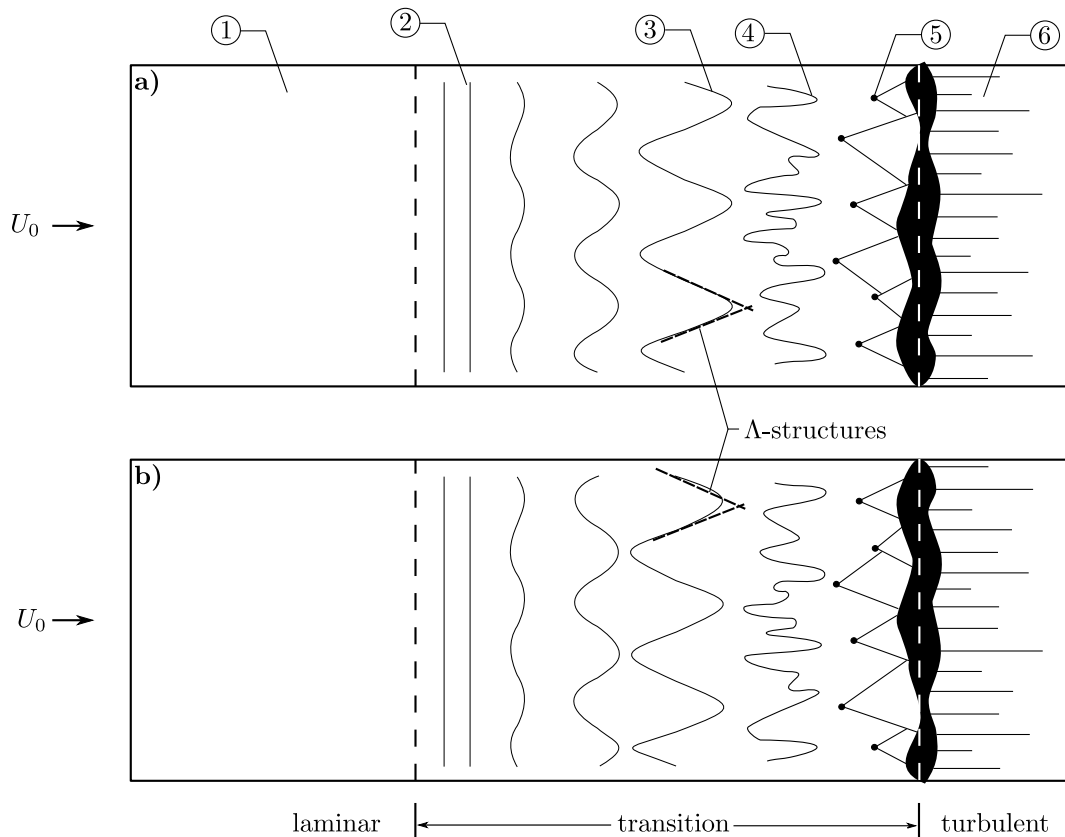 1 2 3 4 5 6
a)
U₀
Λ-structures
b)
U₀
laminar transition turbulent